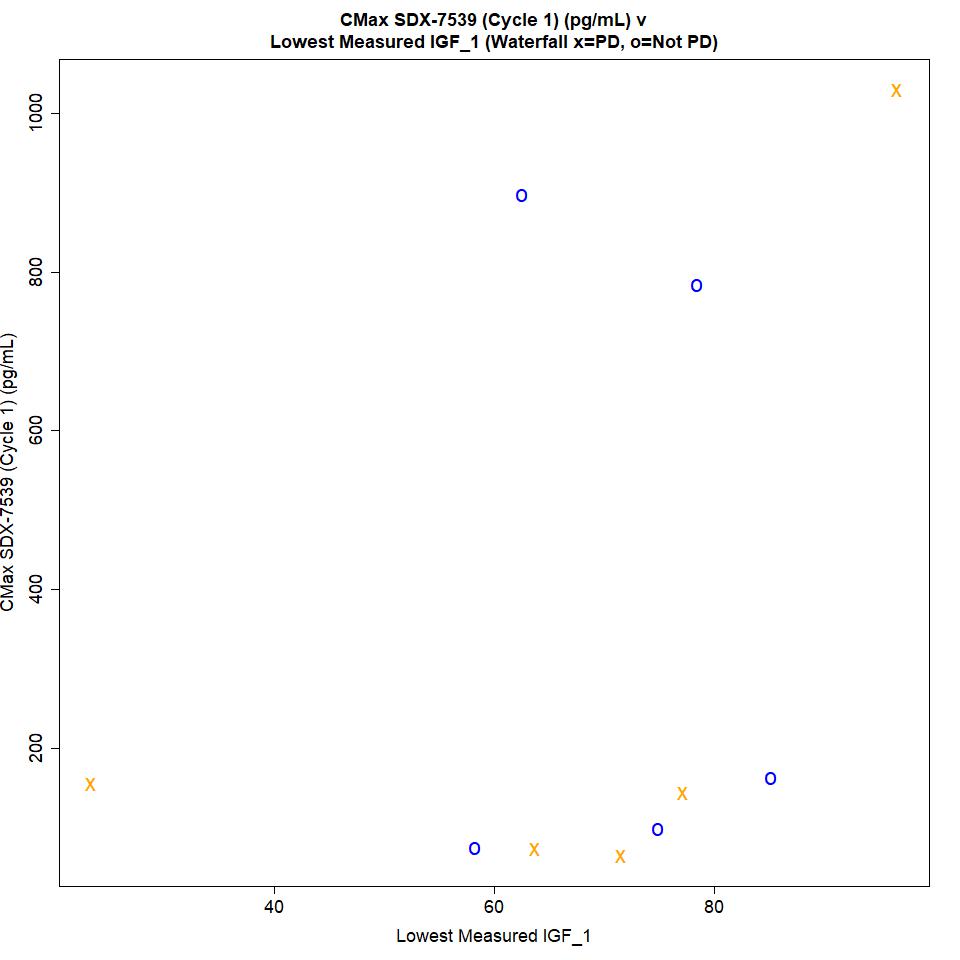 CMax SDX-7539 (Cycle 1) (pg/mL) v
Lowest Measured IGF_1 (Waterfall x=PD, o=Not PD)
CMax SDX-7539 (Cycle 1) (pg/mL)
1000
800
600
400
200
X
O
O
X
X
O
O
O
X
X
40
60
80
Lowest Measured IGF_1